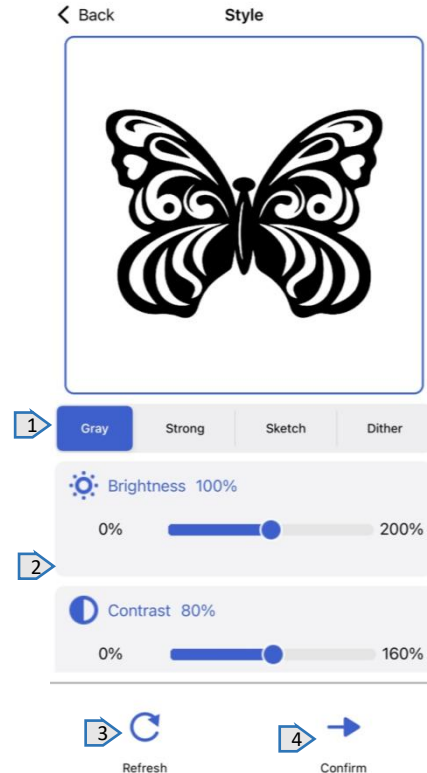 Back Style
1 Gray Strong Sketch Dither
Brightness 100%
0% 200%
2
Contrast 80%
0% 160%
3 4
Refresh Confirm